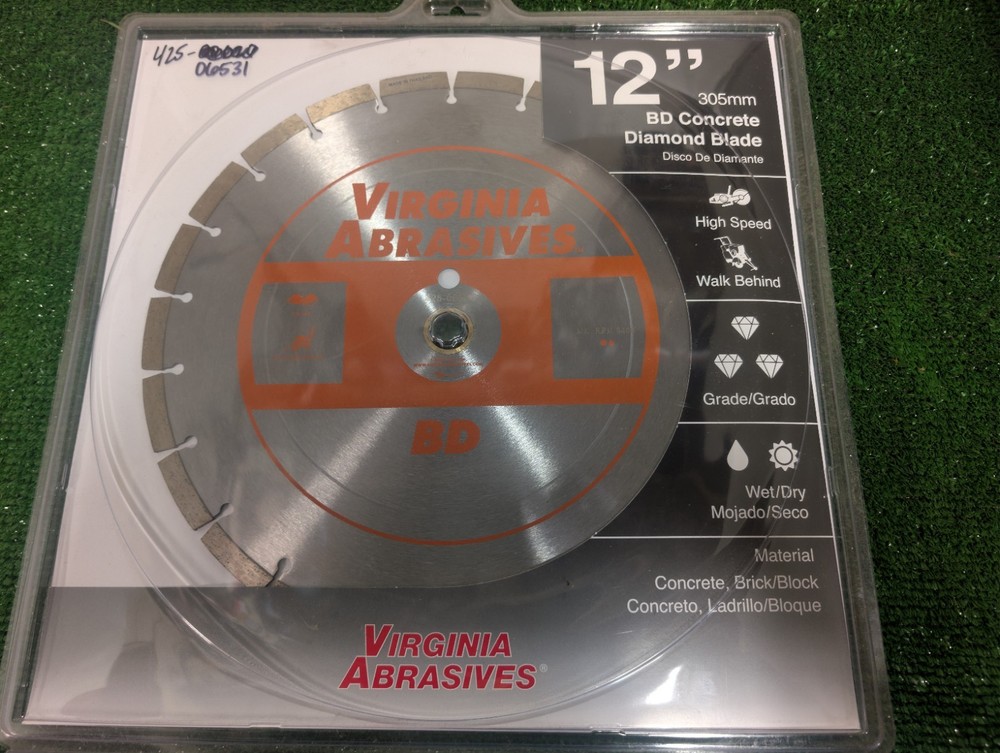 425-
06531
12”
305mm
BD Concrete
Diamond Blade
Disco De Diamante
High Speed
Walk Behind
Grade/Grado
Wet/Dry
Mojado/Seco
Material
Concrete, Brick/Block
Concreto, Ladrillo/Bloque
VIRGINIA
ABRASIVES
BD
VIRGINIA
ABRASIVES®